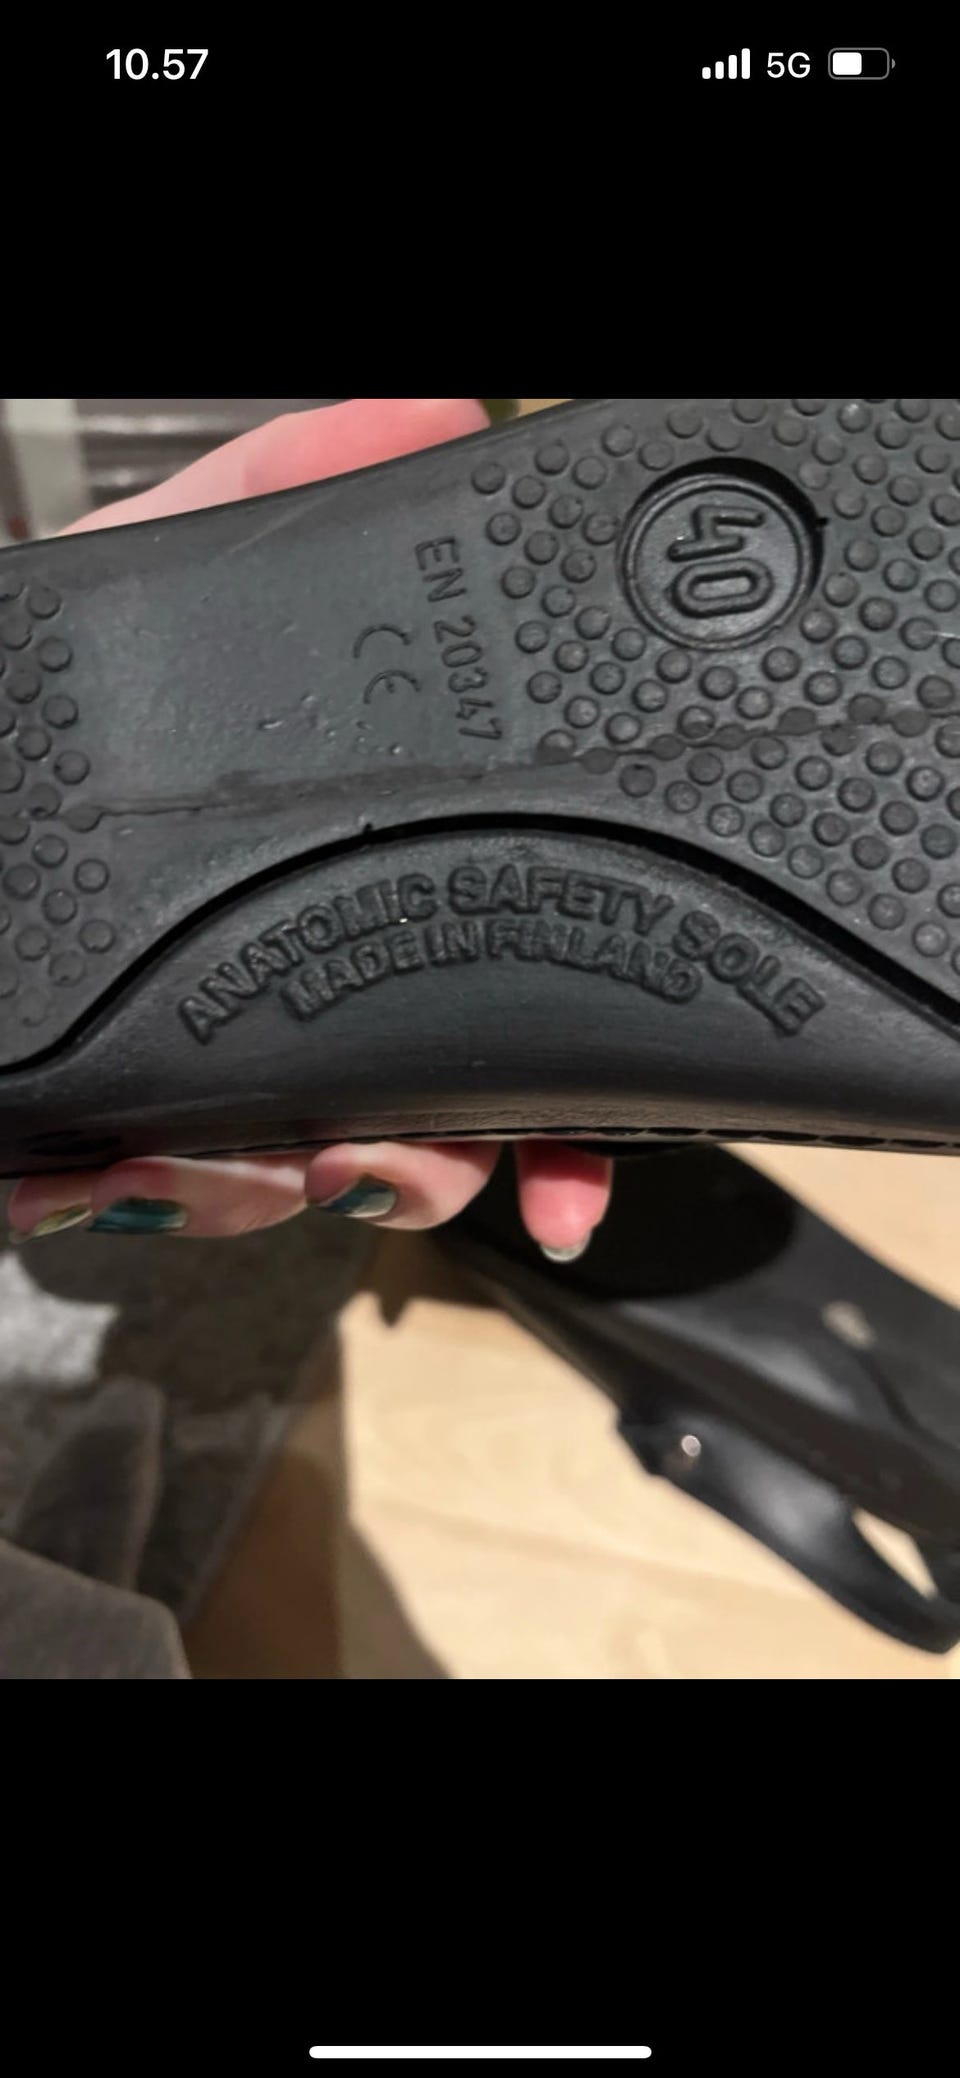 10.57
5G
40
EN 20347
CE
ANATOMIC SAFETY SOLE
MADE IN FINLAND